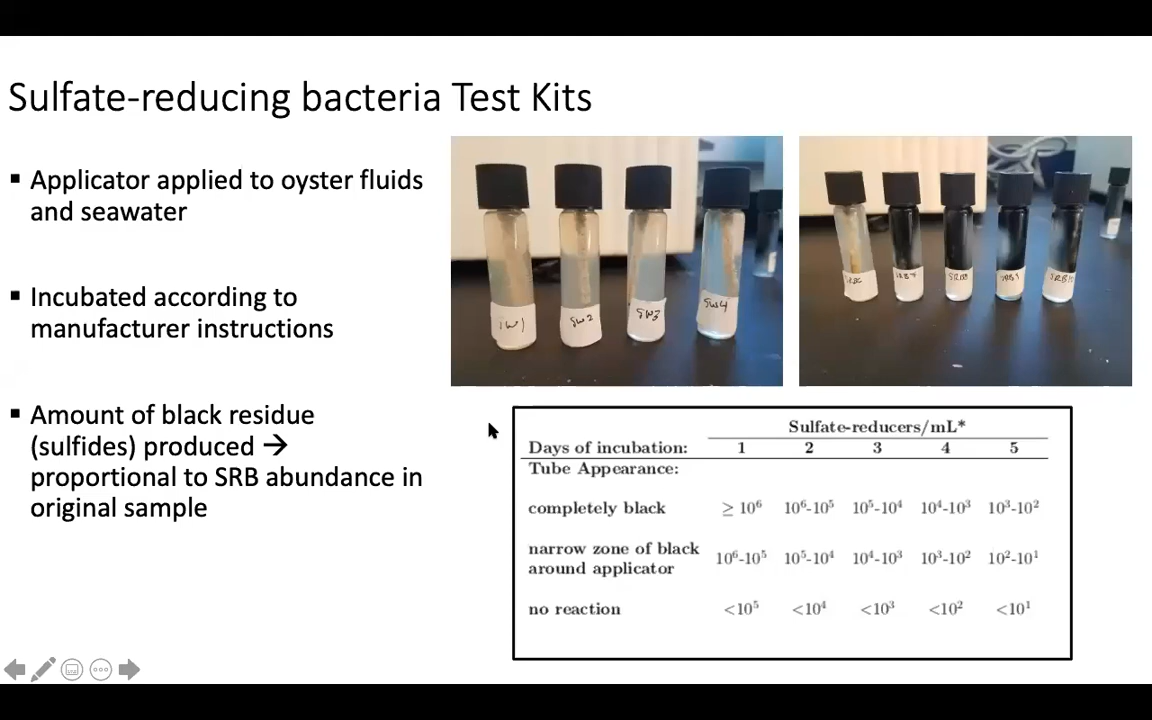 Sulfate-reducing bacteria Test Kits
▪ Applicator applied to oyster fluids
and seawater
▪ Incubated according to
manufacturer instructions
▪ Amount of black residue
(sulfides) produced →
proportional to SRB abundance in
original sample
SW2
SW3
SW4
Sulfate-reducers/mL*
Days of incubation: 1 2 3 4 5
Tube Appearance:
completely black ≥ 10⁶ 10⁶-10⁵ 10⁵-10⁴ 10⁴-10³ 10³-10²
narrow zone of black
around applicator 10⁶-10⁵ 10⁵-10⁴ 10⁴-10³ 10³-10² 10²-10¹
no reaction <10⁵ <10⁴ <10³ <10² <10¹